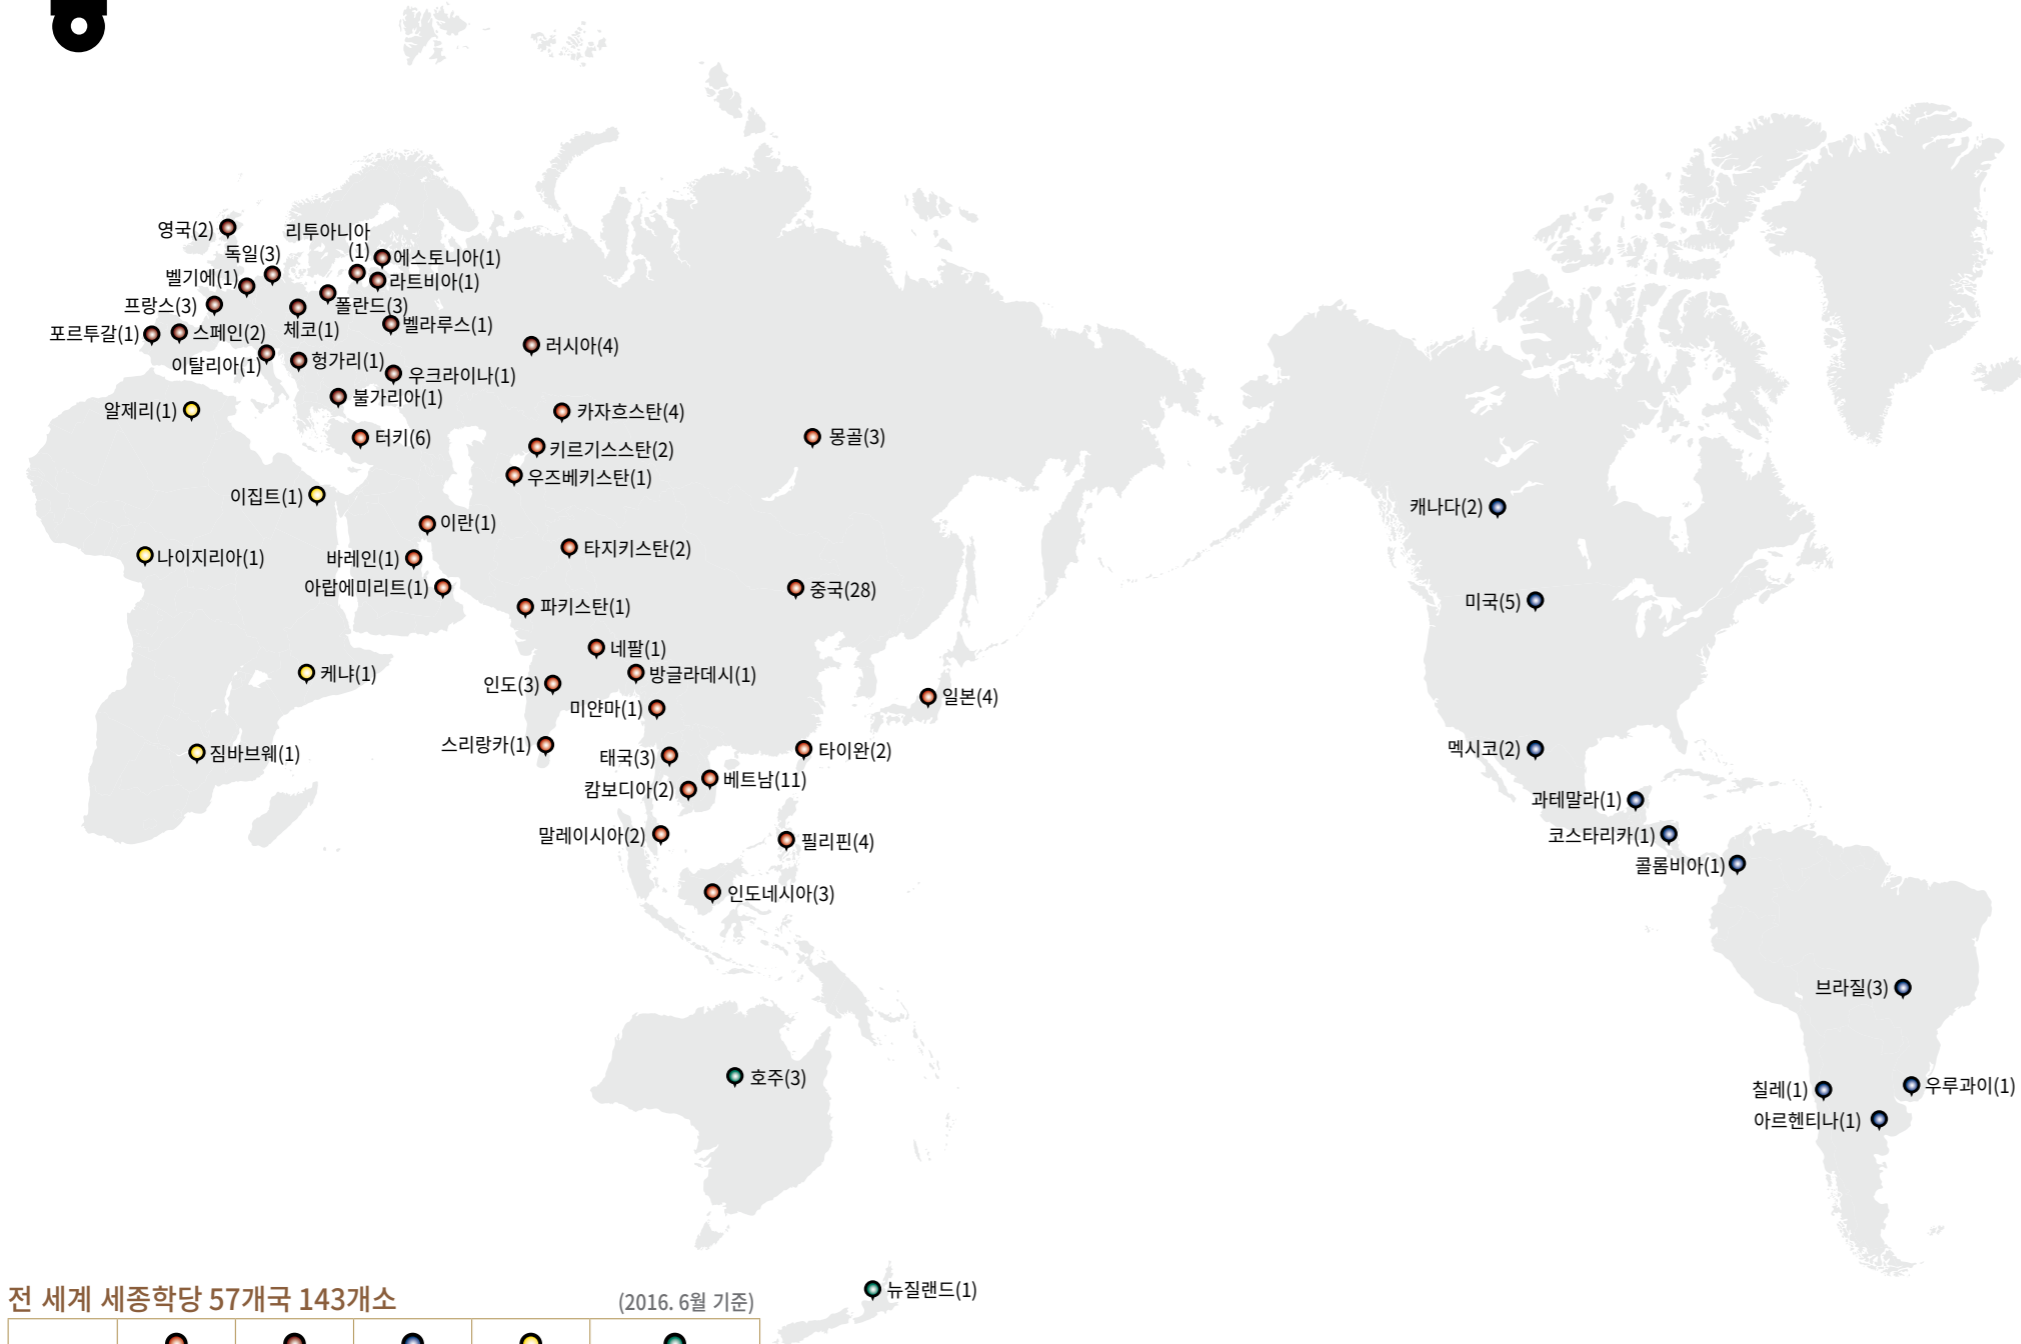 영국(2)
리투아니아
(1)
독일(3)
에스토니아(1)
벨기에(1)
라트비아(1)
프랑스(3)
폴란드(3)
포르투갈(1)
스페인(2)
체코(1)
벨라루스(1)
이탈리아(1)
헝가리(1)
러시아(4)
우크라이나(1)
불가리아(1)
알제리(1)
카자흐스탄(4)
터키(6)
키르기스스탄(2)
몽골(3)
우즈베키스탄(1)
이집트(1)
이란(1)
캐나다(2)
나이지리아(1)
바레인(1)
타지키스탄(2)
아랍에미리트(1)
중국(28)
파키스탄(1)
미국(5)
네팔(1)
케냐(1)
인도(3)
방글라데시(1)
미얀마(1)
일본(4)
짐바브웨(1)
스리랑카(1)
태국(3)
타이완(2)
멕시코(2)
캄보디아(2)
베트남(11)
과테말라(1)
말레이시아(2)
필리핀(4)
코스타리카(1)
콜롬비아(1)
인도네시아(3)
브라질(3)
호주(3)
칠레(1)
우루과이(1)
아르헨티나(1)
뉴질랜드(1)
전 세계 세종학당 57개국 143개소
(2016. 6월 기준)